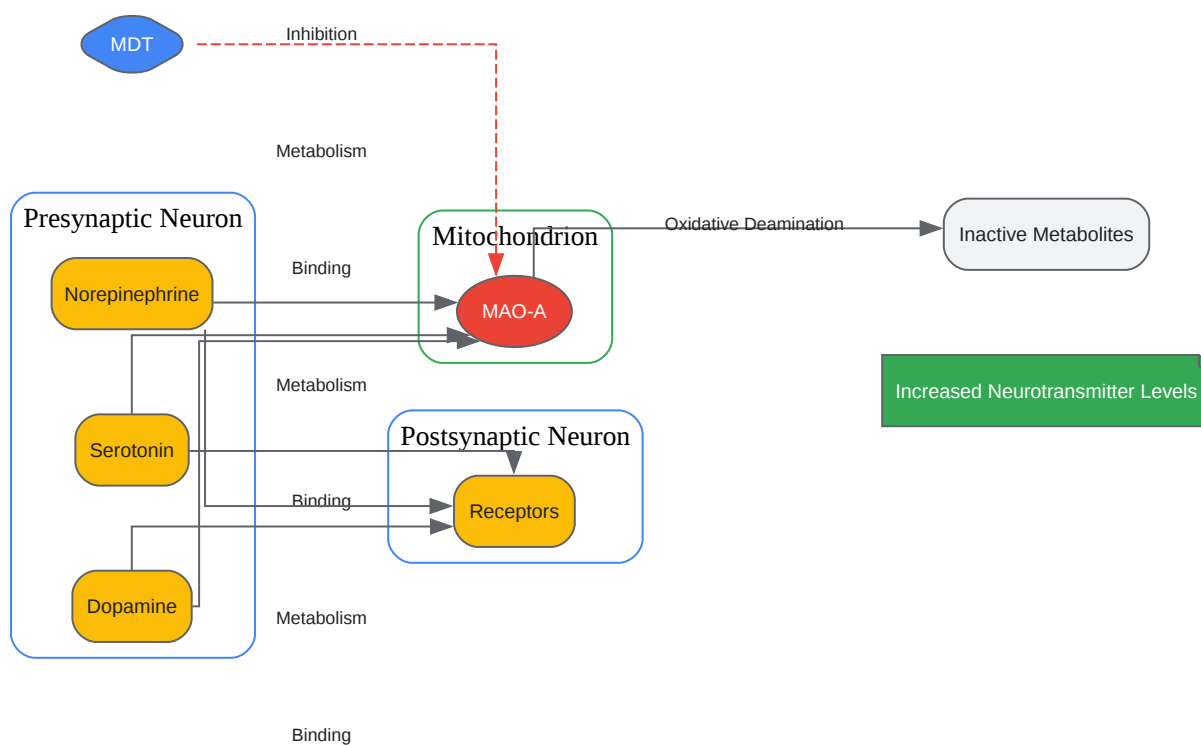 MDT
Inhibition
Metabolism
Presynaptic Neuron
Mitochondrion
Oxidative Deamination
Inactive Metabolites
Binding
Norepinephrine
MAO-A
Metabolism
Increased Neurotransmitter Levels
Postsynaptic Neuron
Serotonin
Binding
Receptors
Dopamine
Metabolism
Binding